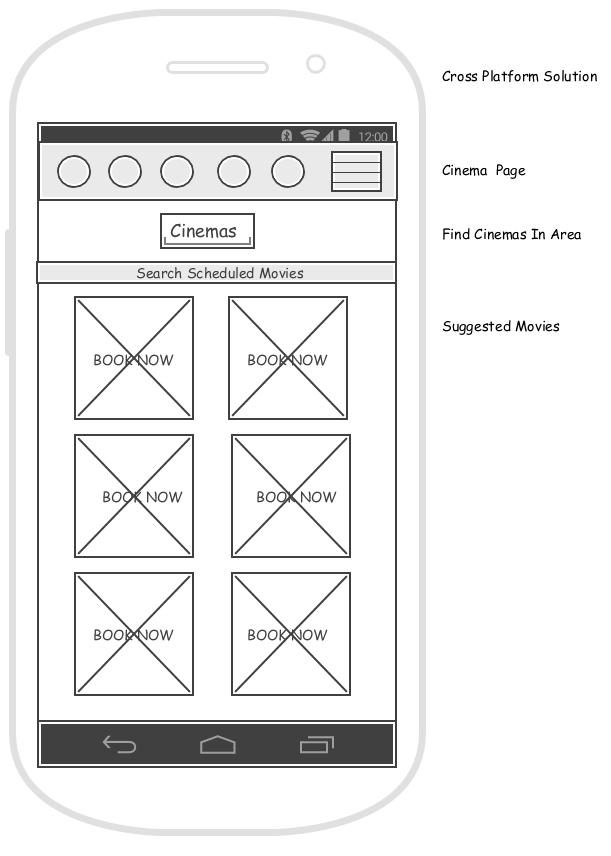 Cross Platform Solution
12:00
Cinema Page
Cinemas
Find Cinemas In Area
Search Scheduled Movies
Suggested Movies
BOOK NOW BOOK NOW
BOOK NOW BOOK NOW
BOOK NOW BOOK NOW